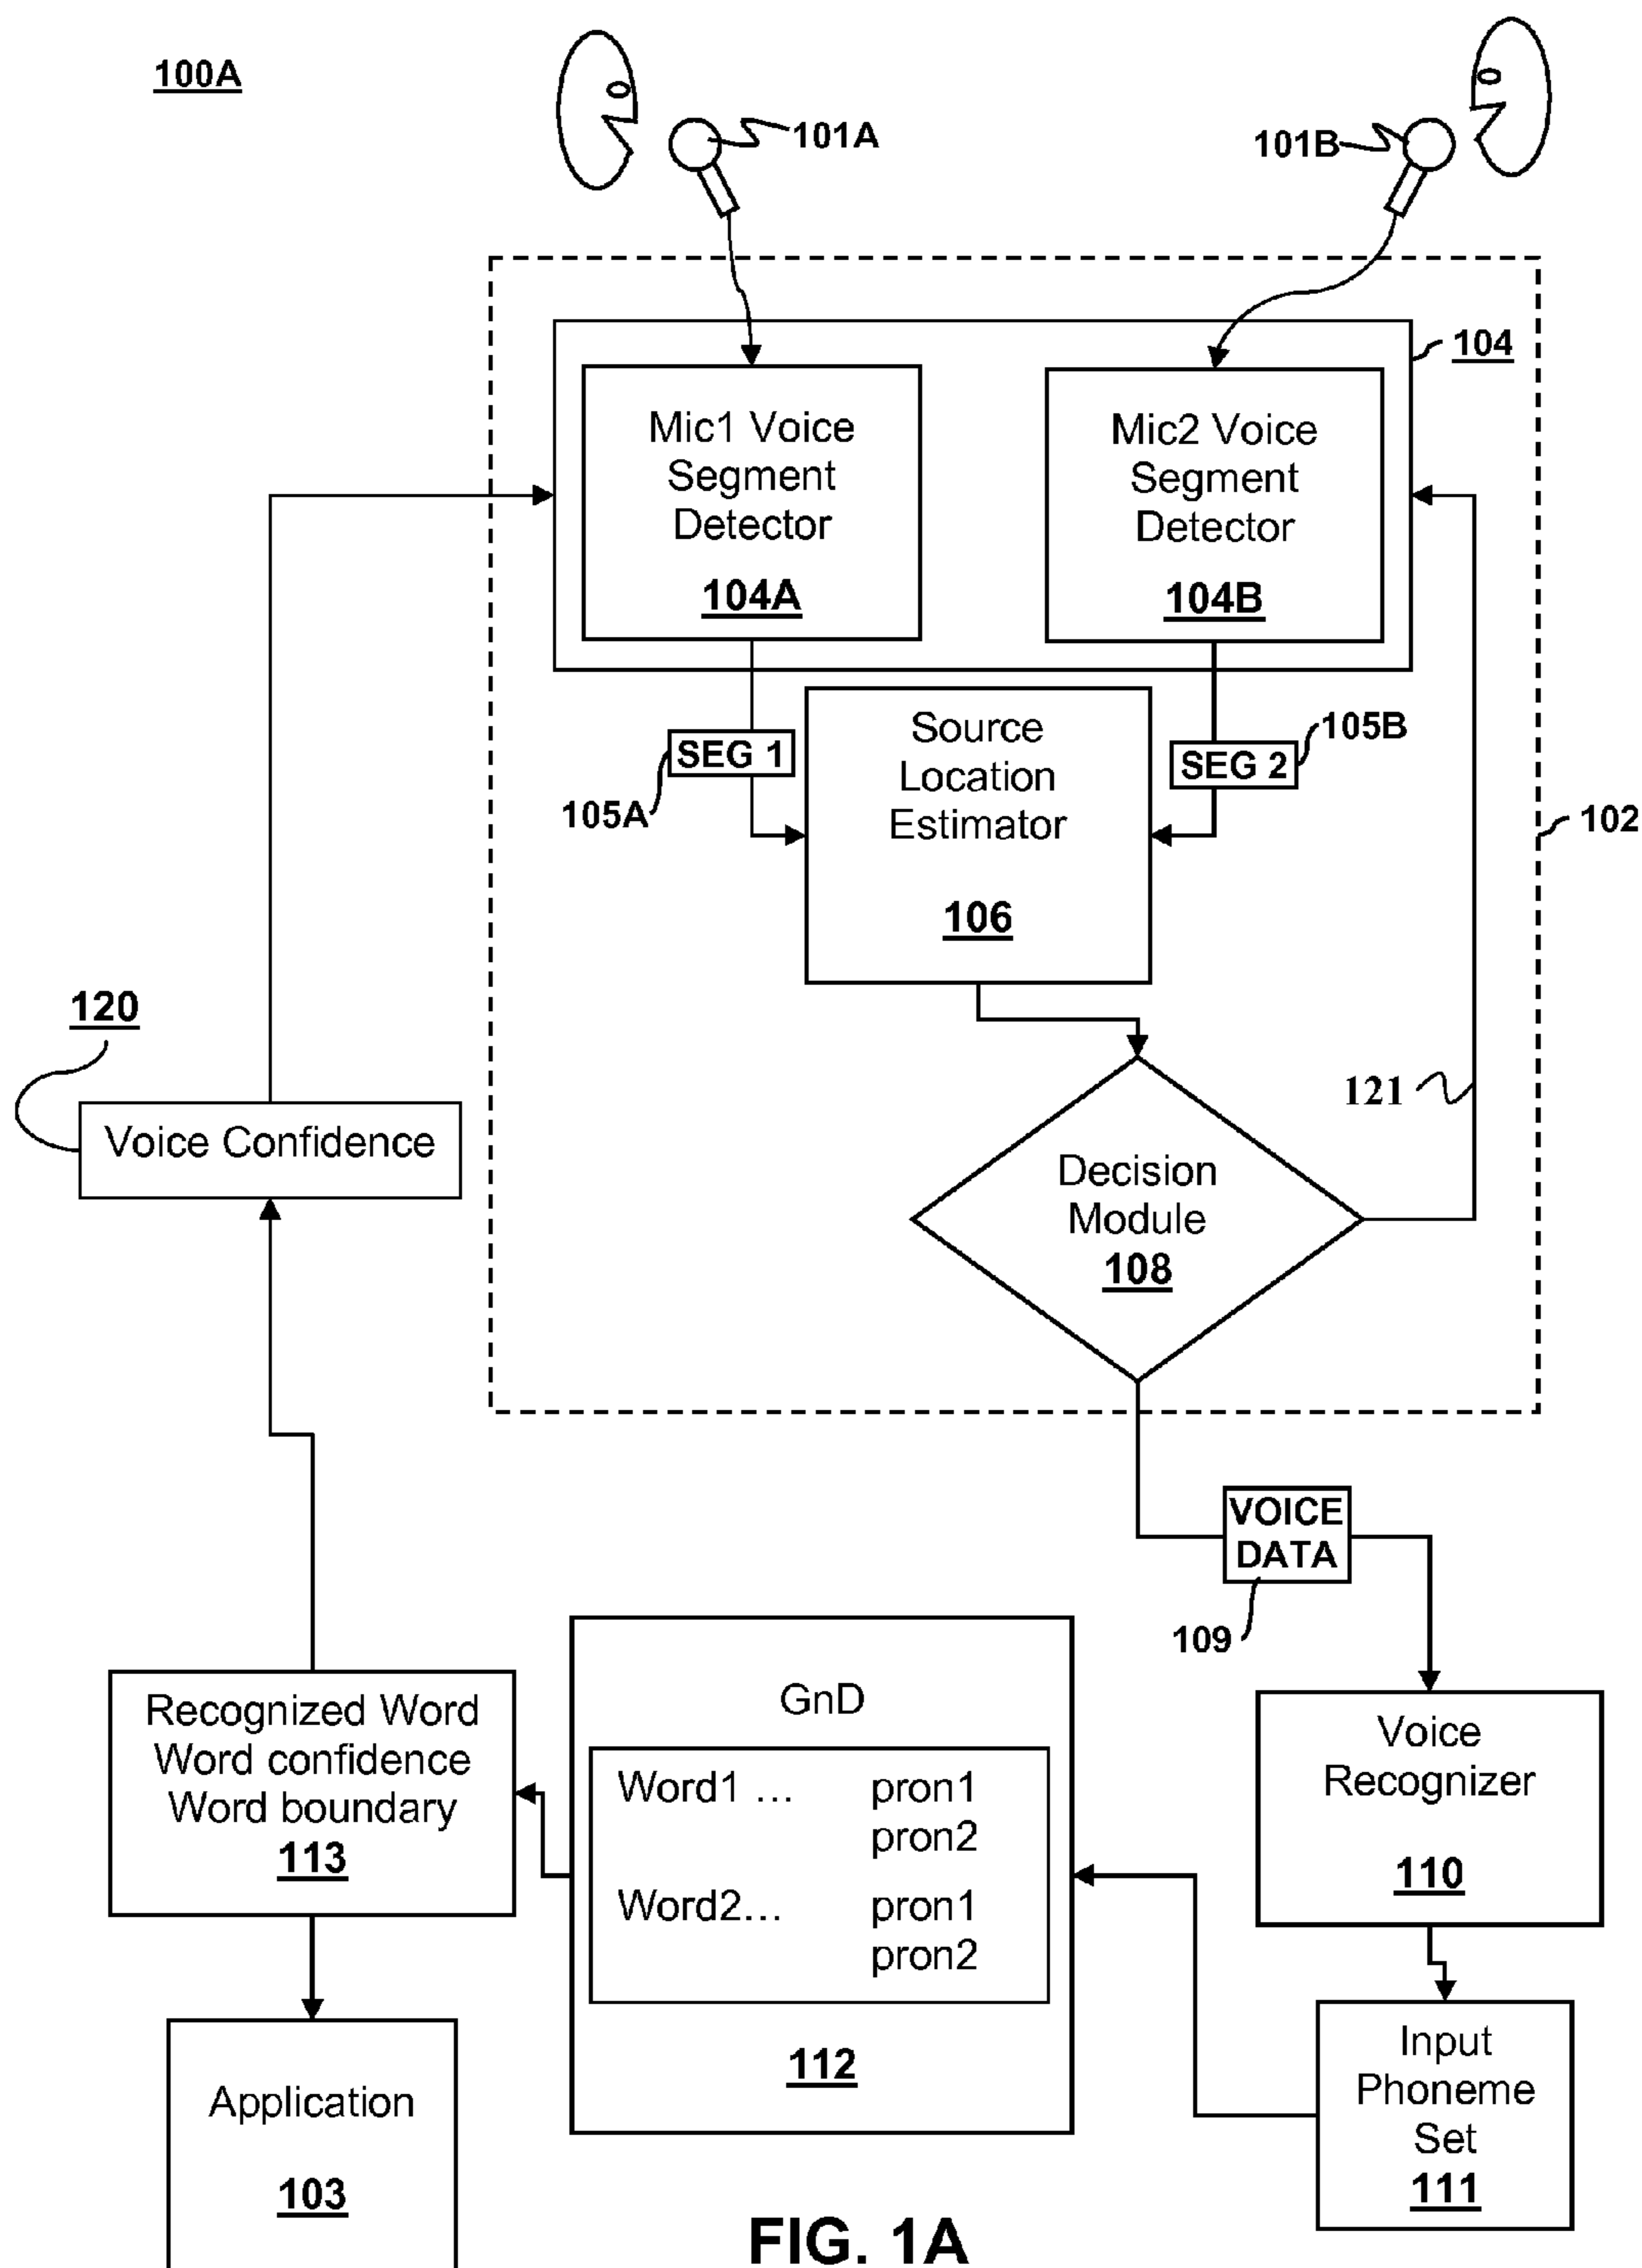 100A
101A
101B
104
Mic1 Voice
Segment
Detector
104A
Mic2 Voice
Segment
Detector
104B
SEG 1
105A
Source
Location
Estimator
106
SEG 2
105B
102
120
Voice Confidence
121
Decision
Module
108
VOICE
DATA
109
Recognized Word
Word confidence
Word boundary
113
GnD
Word1 ... pron1
pron2
Word2... pron1
pron2
112
Voice
Recognizer
110
Input
Phoneme
Set
111
Application
103
FIG. 1A